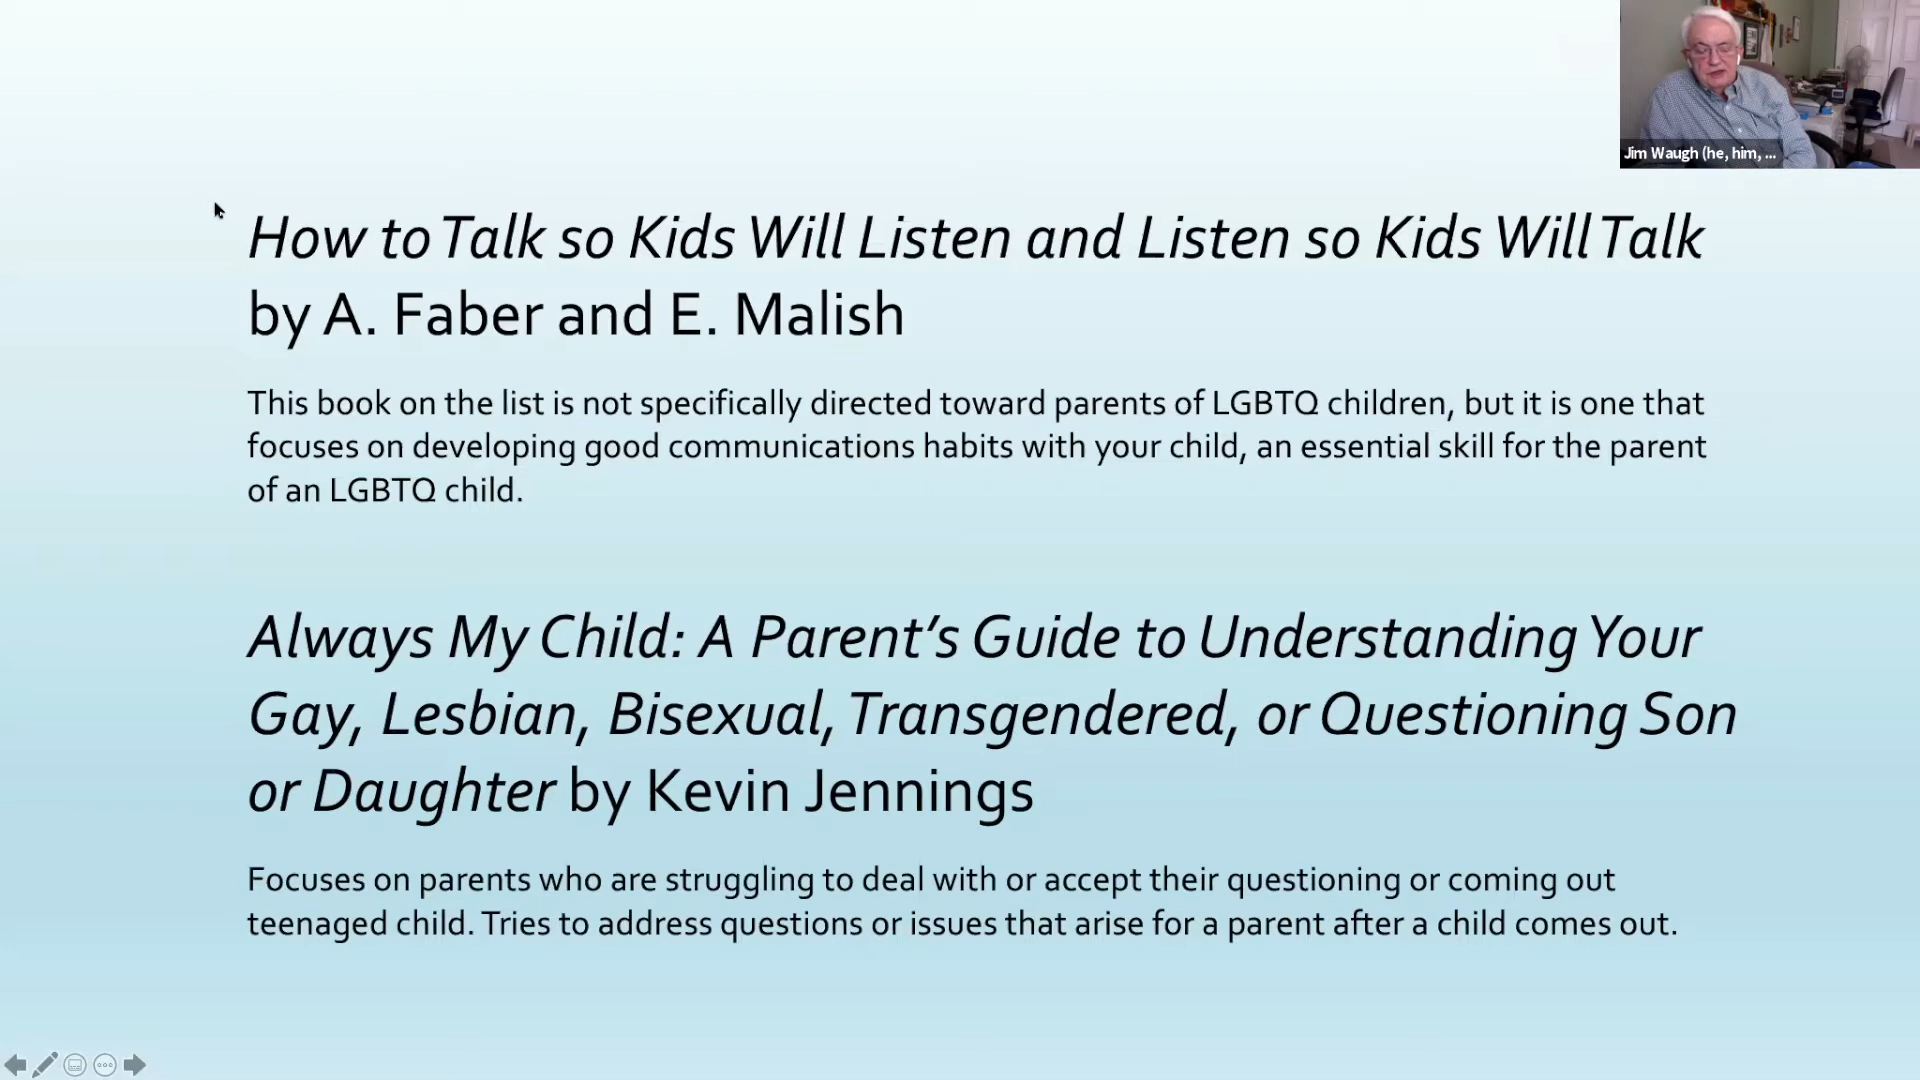 Jim Waugh (he, him, ...
How to Talk so Kids Will Listen and Listen so Kids Will Talk
by A. Faber and E. Malish
This book on the list is not specifically directed toward parents of LGBTQ children, but it is one that
focuses on developing good communications habits with your child, an essential skill for the parent
of an LGBTQ child.
Always My Child: A Parent’s Guide to Understanding Your
Gay, Lesbian, Bisexual, Transgendered, or Questioning Son
or Daughter by Kevin Jennings
Focuses on parents who are struggling to deal with or accept their questioning or coming out
teenaged child. Tries to address questions or issues that arise for a parent after a child comes out.